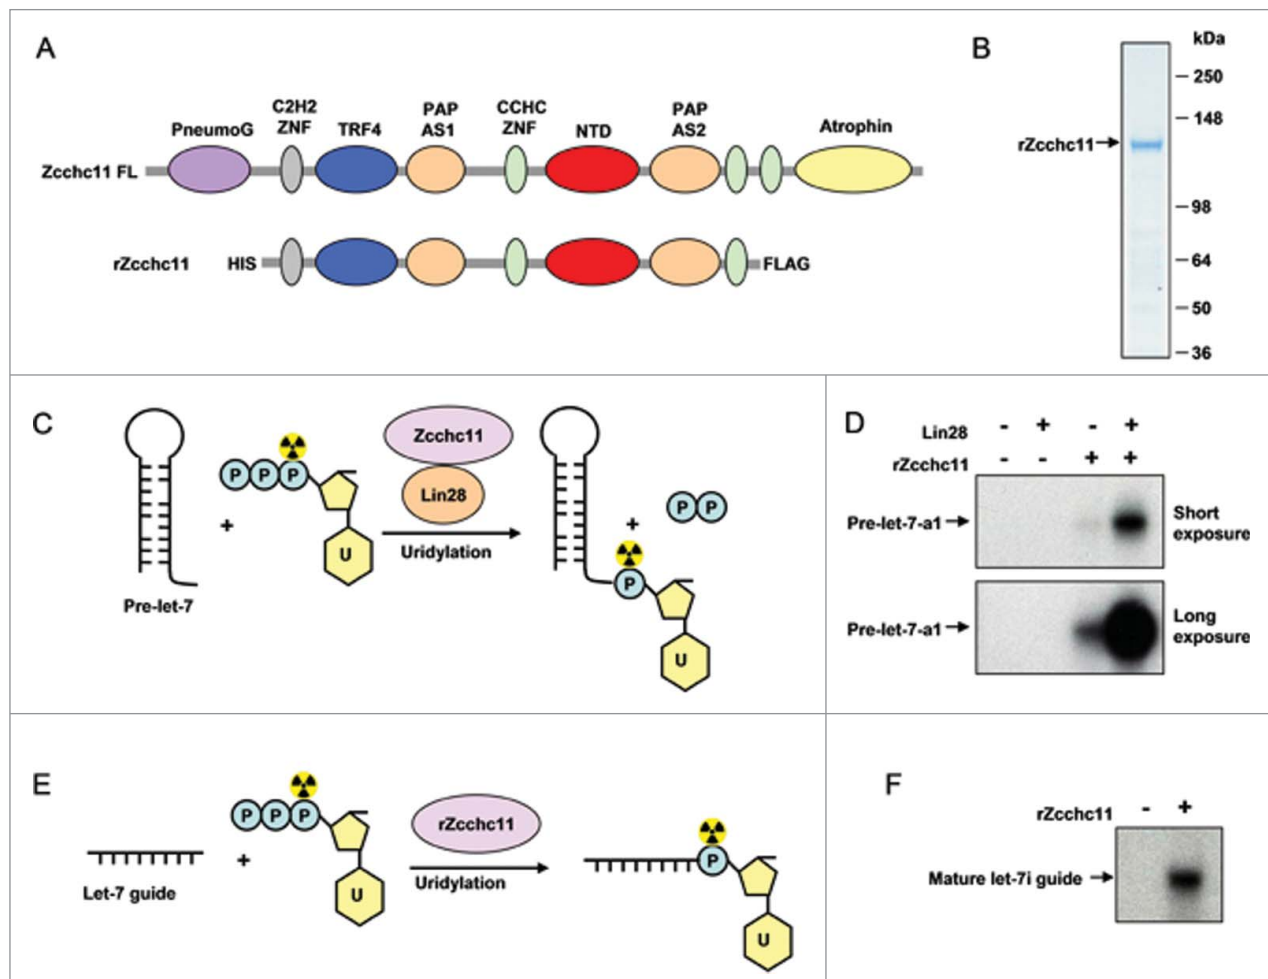 A
C2H2
ZNF
PneumoG
TRF4
PAP
AS1
CCHC
ZNF
NTD
PAP
AS2
Atrophin
Zcchc11 FL
rZcchc11
HIS
FLAG
B
kDa
250
148
rZcchc11
98
64
50
36
C
P P P
U
+
Pre-let-7
Zcchc11
Lin28
Uridylation
+
P P
P
U
D
Lin28 - + - +
rZcchc11 - - + +
Pre-let-7-a1
Short
exposure
Pre-let-7-a1
Long
exposure
E
Let-7 guide
+
P P P
U
rZcchc11
Uridylation
P
U
F
rZcchc11 - +
Mature let-7i guide